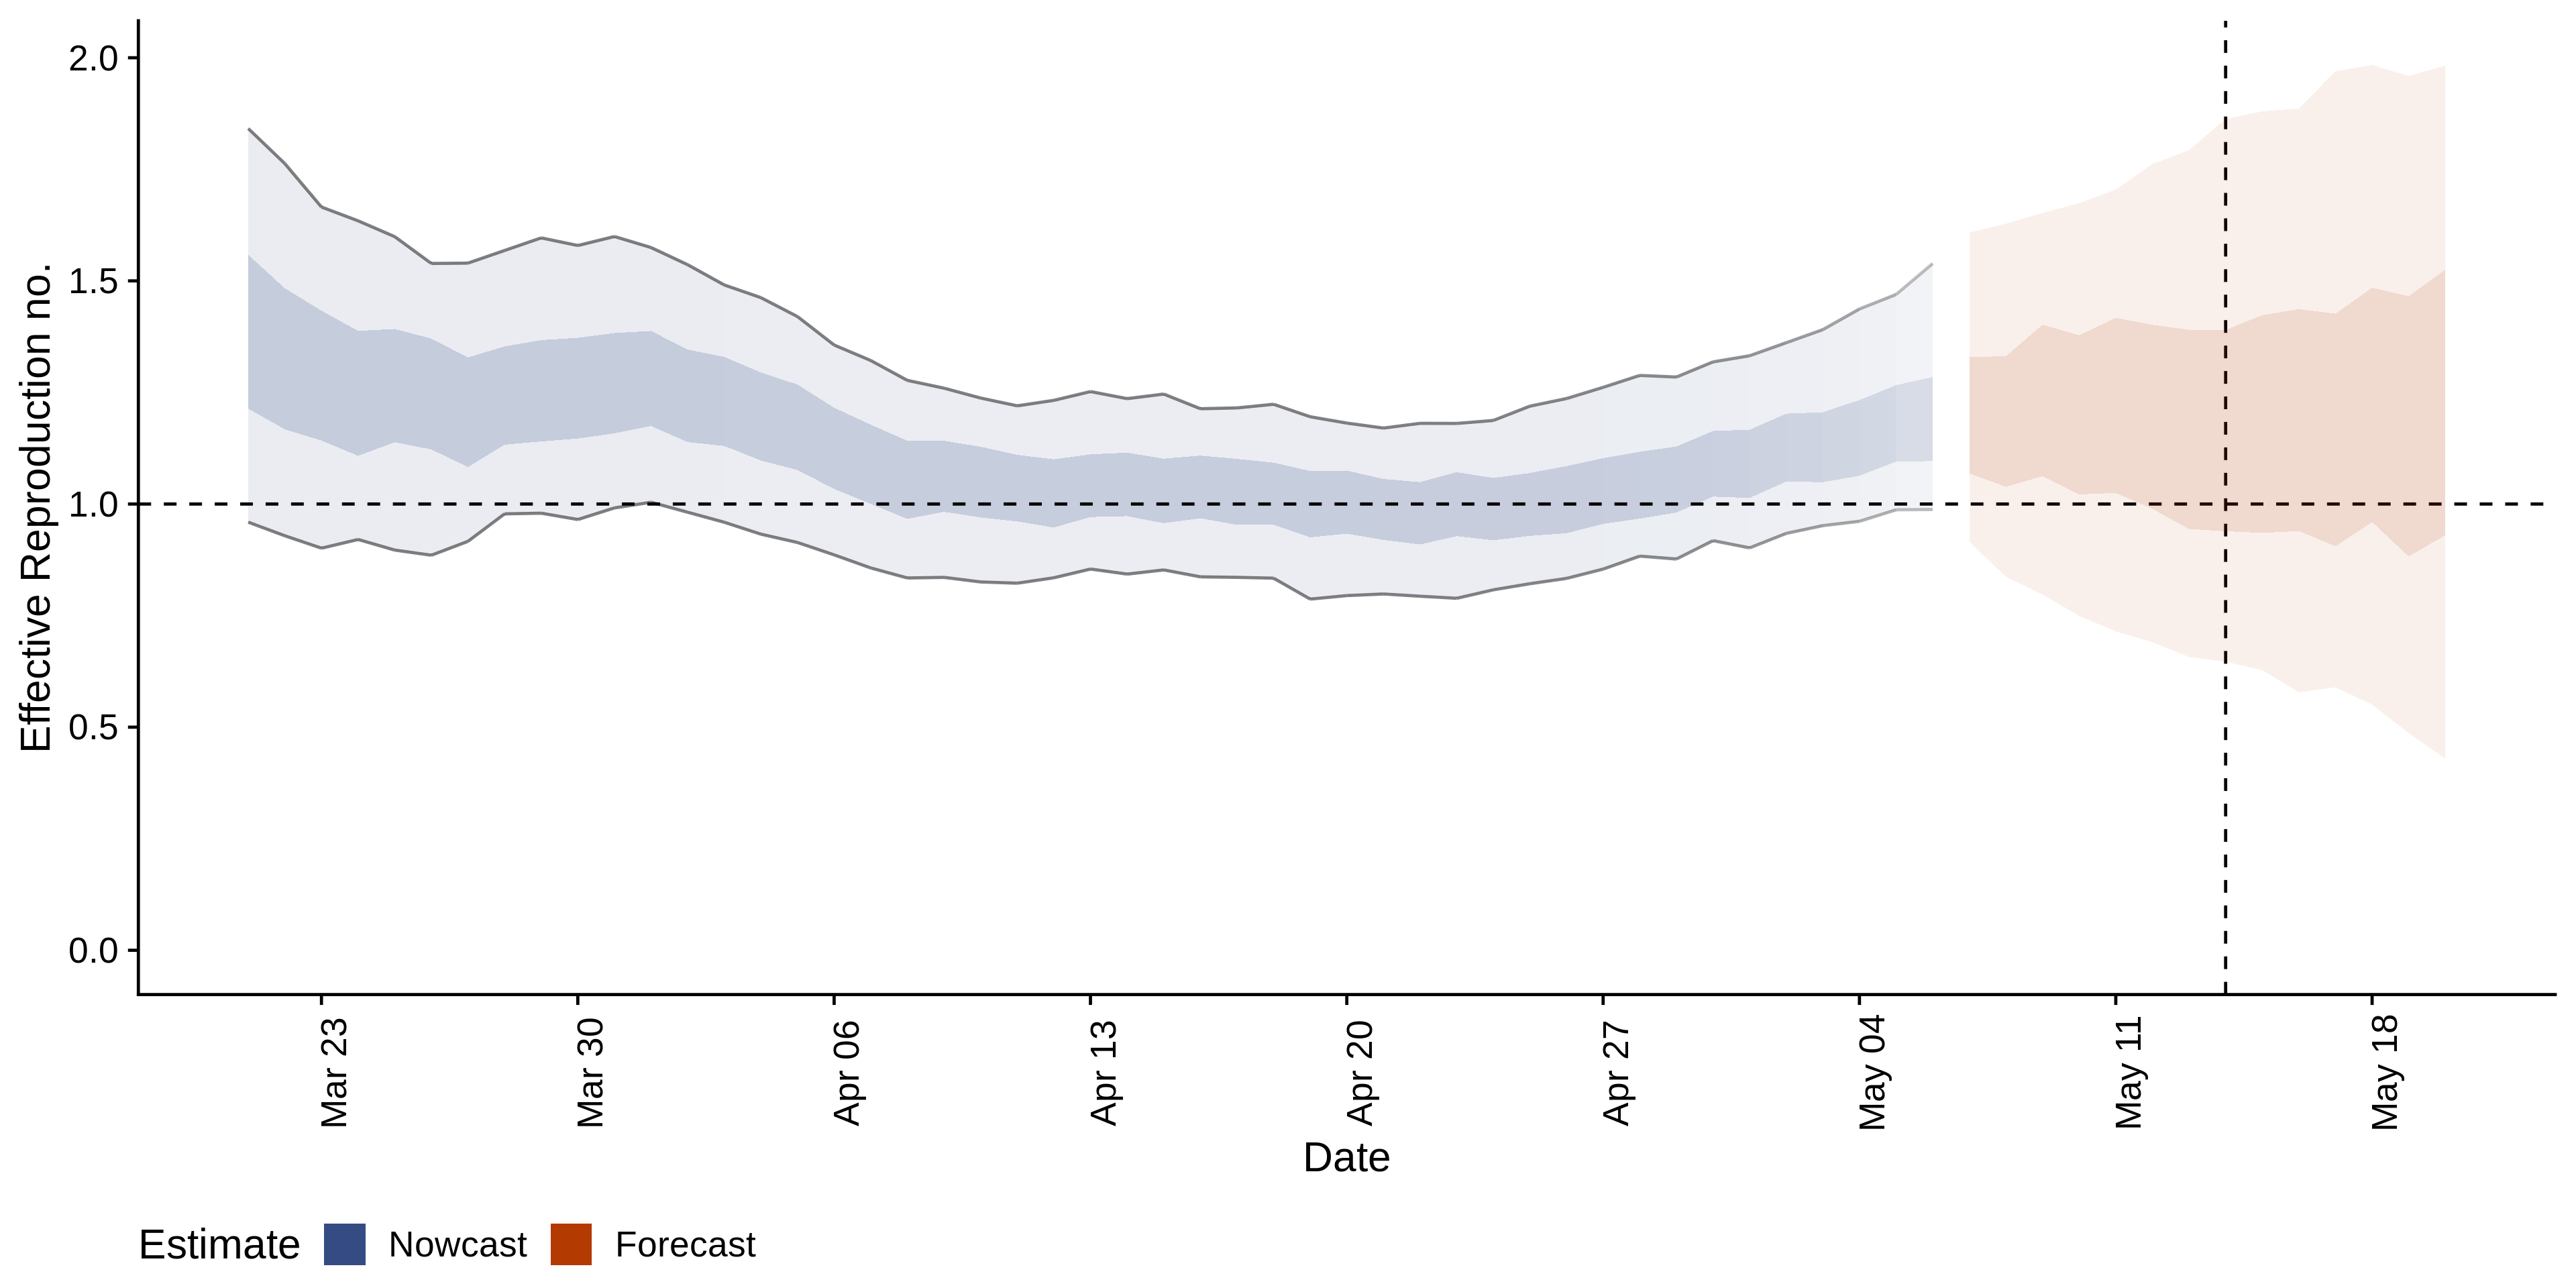 Effective Reproduction no.
2.0
1.5
1.0
0.5
0.0
Mar 23
Mar 30
Apr 06
Apr 13
Apr 20
Apr 27
May 04
May 11
May 18
Date
Estimate Nowcast Forecast